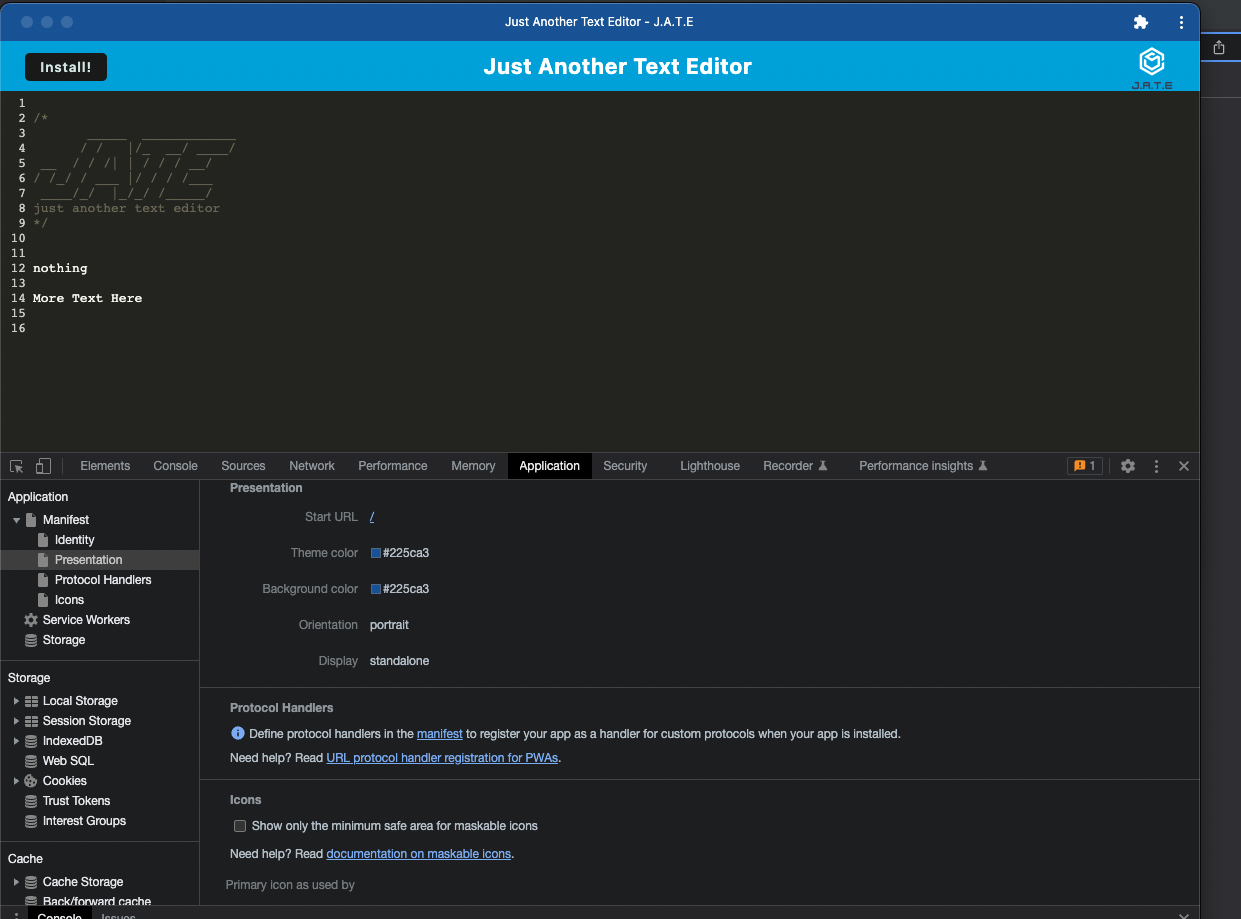 Just Another Text Editor - J.A.T.E
Install!
Just Another Text Editor
J.A.T.E
1
2 /*
3
4
5
6
7
8 just another text editor
9 */
10
11
12 nothing
13
14 More Text Here
15
16
Elements Console Sources Network Performance Memory Application Security Lighthouse Recorder Performance insights 1
Application
Manifest
Identity
Presentation
Protocol Handlers
Icons
Service Workers
Storage
Storage
Local Storage
Session Storage
IndexedDB
Web SQL
Cookies
Trust Tokens
Interest Groups
Cache
Cache Storage
Back/forward cache
Presentation
Start URL /
Theme color #225ca3
Background color #225ca3
Orientation portrait
Display standalone
Protocol Handlers
Define protocol handlers in the manifest to register your app as a handler for custom protocols when your app is installed.
Need help? Read URL protocol handler registration for PWAs.
Icons
Show only the minimum safe area for maskable icons
Need help? Read documentation on maskable icons.
Primary icon as used by
Console Issues